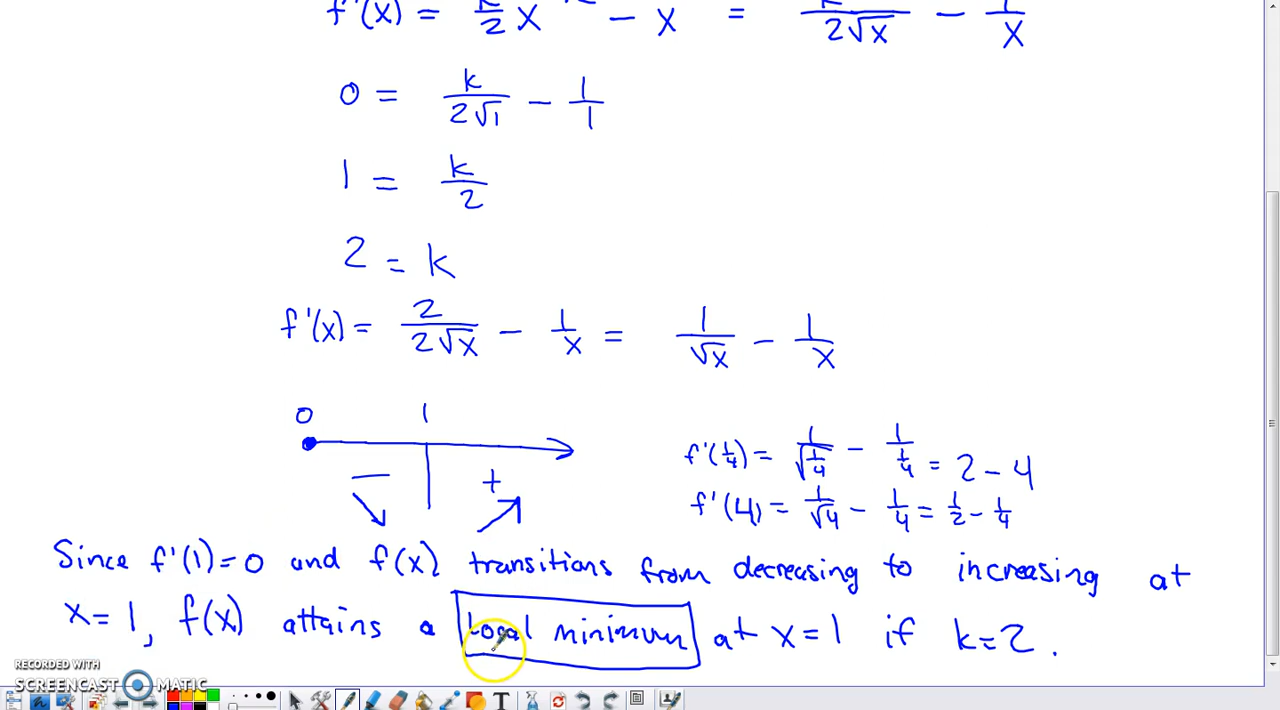 f'(x) = k/2 x - x = k/2√x - 1/x
0 = k/2√1 - 1/1
1 = k/2
2 = k
f'(x) = 2/2√x - 1/x = 1/√x - 1/x
0 1
− +
f'(1/4) = 1/√(1/4) - 1/(1/4) = 2 - 4
f'(4) = 1/√4 - 1/4 = 1/2 - 1/4
Since f'(1)=0 and f(x) transitions from decreasing to increasing at
x=1, f(x) attains a local minimum at x=1 if k=2.
RECORDED WITH
SCREENCAST MATIC
T